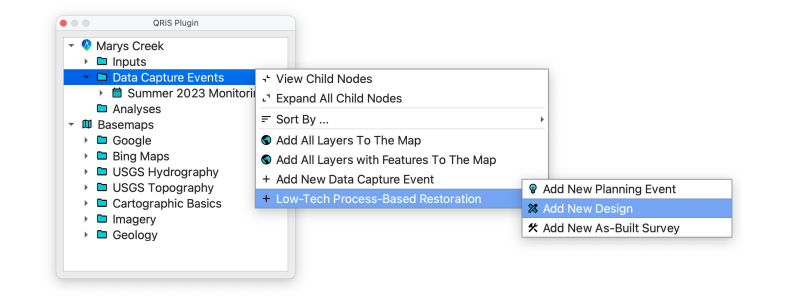 QRiS Plugin
Marys Creek
Inputs
Data Capture Events
Summer 2023 Monitori
Analyses
Basemaps
Google
Bing Maps
USGS Hydrography
USGS Topography
Cartographic Basics
Imagery
Geology
View Child Nodes
Expand All Child Nodes
Sort By ...
Add All Layers To The Map
Add All Layers with Features To The Map
Add New Data Capture Event
Low-Tech Process-Based Restoration
Add New Planning Event
Add New Design
Add New As-Built Survey